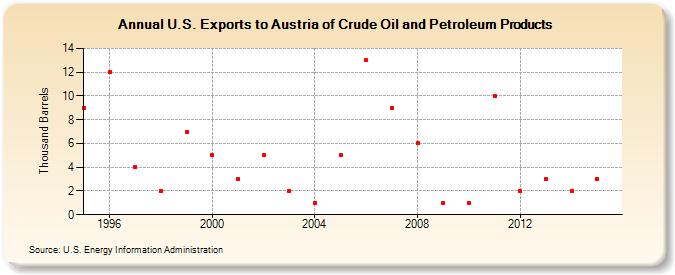 Annual U.S. Exports to Austria of Crude Oil and Petroleum Products
Thousand Barrels
14
12
10
8
6
4
2
0
1996 2000 2004 2008 2012
Source: U.S. Energy Information Administration